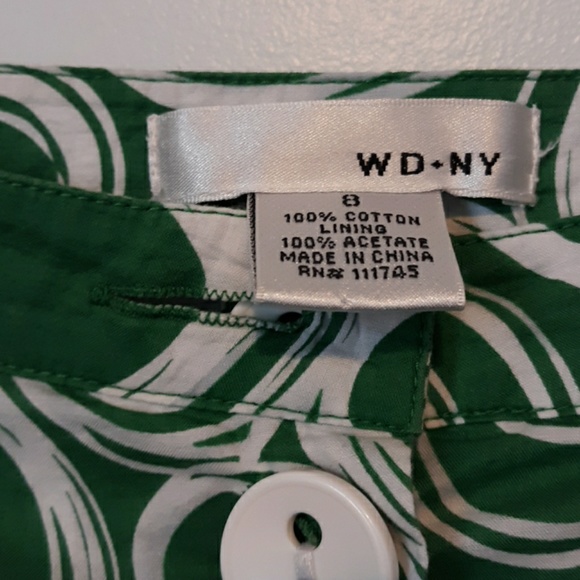 WD·NY
8
100% COTTON
LINING
100% ACETATE
MADE IN CHINA
RN# 111745